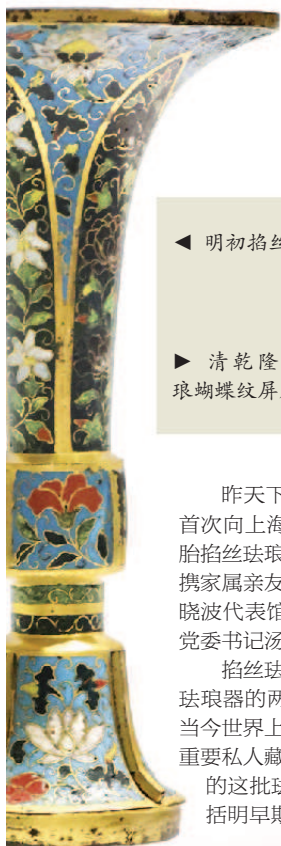 ◀ 明初掐丝
▶ 清乾隆
琅蝴蝶纹屏
昨天下
首次向上海
胎掐丝珐琅
携家属亲友
晓波代表馆
党委书记汤
掐丝珐
珐琅器的两
当今世界上
重要私人藏
的这批珐
括明早期